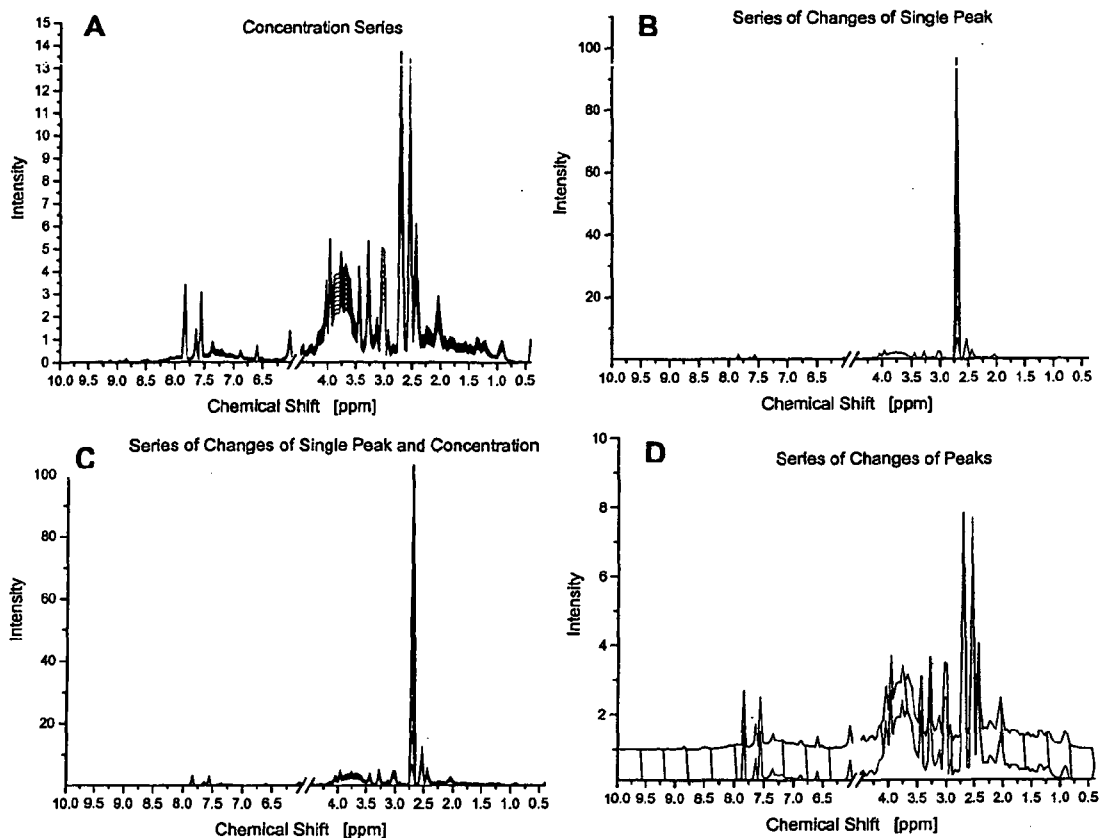 A
Concentration Series
15
14
13
12
11
10
9
8
7
6
5
4
3
2
1
0
Intensity
10.0 9.5 9.0 8.5 8.0 7.5 7.0 6.5 4.0 3.5 3.0 2.5 2.0 1.5 1.0 0.5
Chemical Shift [ppm]
B
Series of Changes of Single Peak
100
80
60
40
20
Intensity
10.0 9.5 9.0 8.5 8.0 7.5 7.0 6.5 4.0 3.5 3.0 2.5 2.0 1.5 1.0 0.5
Chemical Shift [ppm]
C
Series of Changes of Single Peak and Concentration
100
80
60
40
20
Intensity
10.0 9.5 9.0 8.5 8.0 7.5 7.0 6.5 4.0 3.5 3.0 2.5 2.0 1.5 1.0 0.5
Chemical Shift [ppm]
D
Series of Changes of Peaks
10
8
6
4
2
Intensity
10.0 9.5 9.0 8.5 8.0 7.5 7.0 6.5 4.0 3.5 3.0 2.5 2.0 1.5 1.0 0.5
Chemical Shift [ppm]